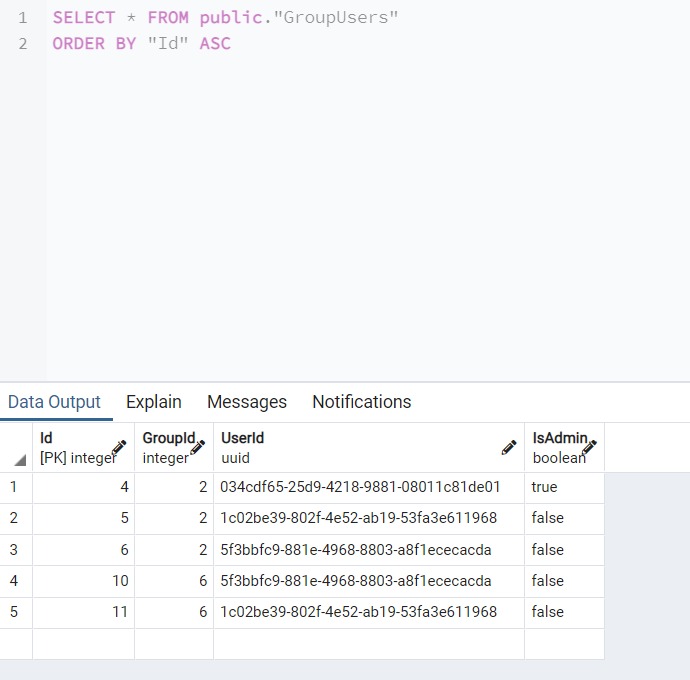 1 SELECT * FROM public."GroupUsers"
2 ORDER BY "Id" ASC
Data Output Explain Messages Notifications
Id GroupId UserId IsAdmin
[PK] integer integer uuid boolean
1 4 2 034cdf65-25d9-4218-9881-08011c81de01 true
2 5 2 1c02be39-802f-4e52-ab19-53fa3e611968 false
3 6 2 5f3bbfc9-881e-4968-8803-a8f1ececacda false
4 10 6 5f3bbfc9-881e-4968-8803-a8f1ececacda false
5 11 6 1c02be39-802f-4e52-ab19-53fa3e611968 false